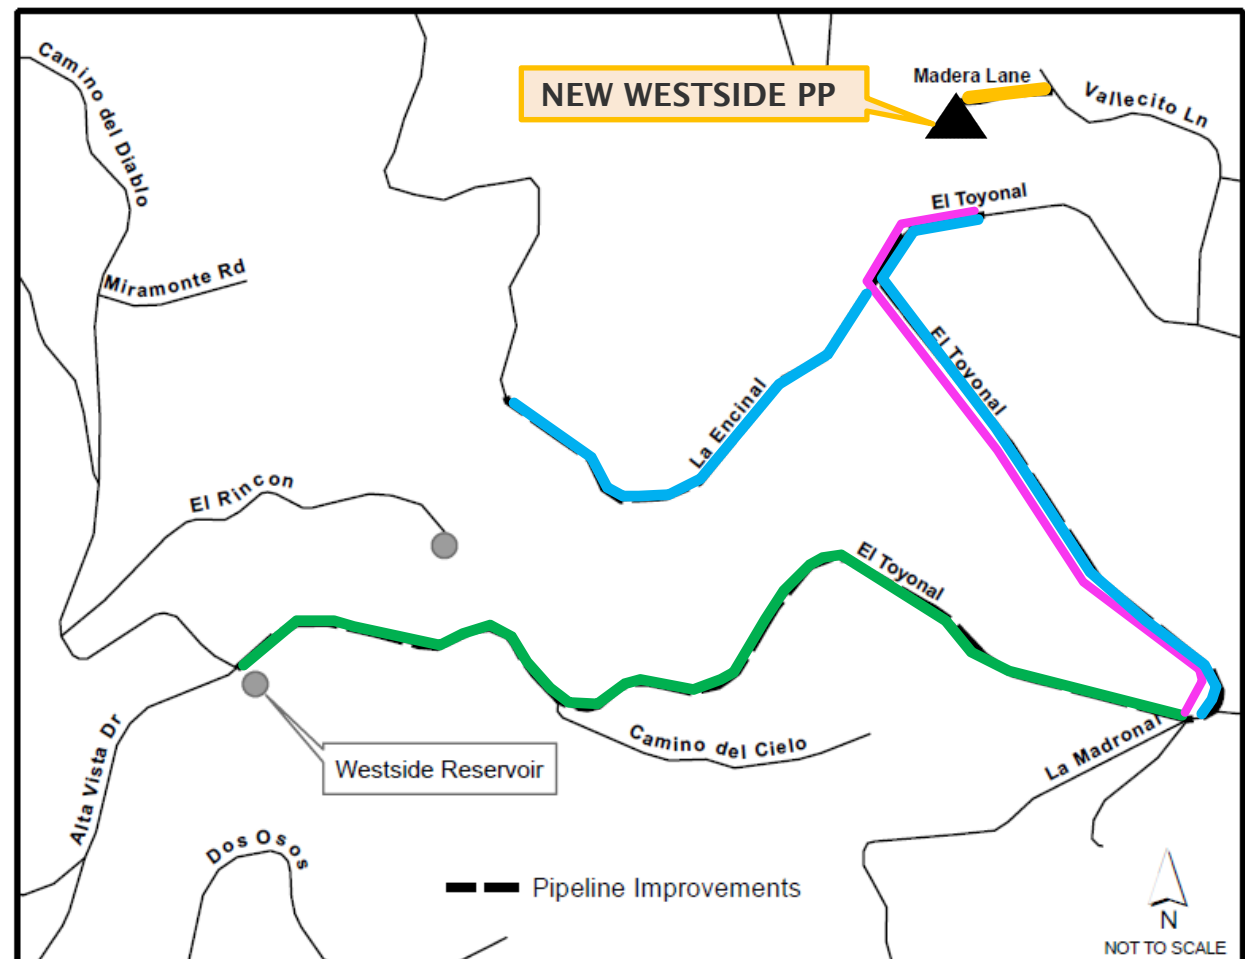 Camino del Diablo
Madera Lane
NEW WESTSIDE PP
Vallecito Ln
El Toyonal
Miramonte Rd
El Toyonal
La Encinal
El Rincon
El Toyonal
Camino del Cielo
La Madronal
Westside Reservoir
Alta Vista Dr
Dos Osos
Pipeline Improvements
N
NOT TO SCALE